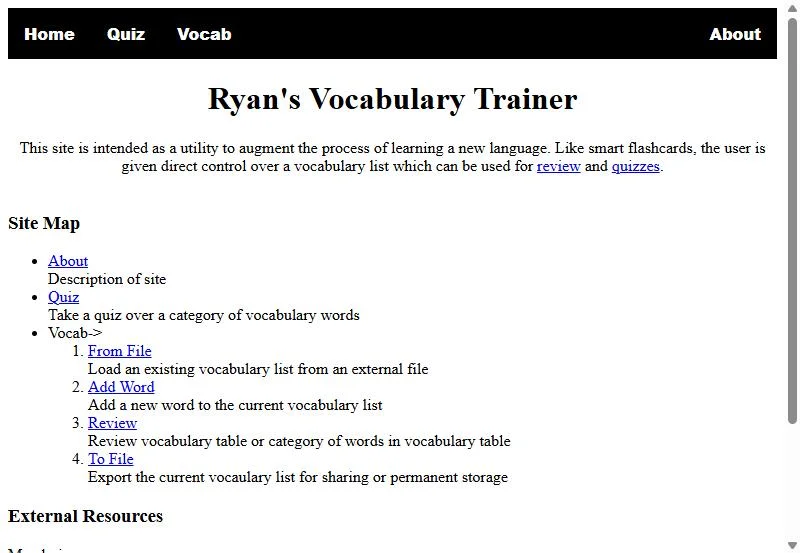 Home Quiz Vocab About
Ryan's Vocabulary Trainer
This site is intended as a utility to augment the process of learning a new language. Like smart flashcards, the user is
given direct control over a vocabulary list which can be used for review and quizzes.
Site Map
About
Description of site
Quiz
Take a quiz over a category of vocabulary words
Vocab->
1. From File
Load an existing vocabulary list from an external file
2. Add Word
Add a new word to the current vocabulary list
3. Review
Review vocabulary table or category of words in vocabulary table
4. To File
Export the current vocaulary list for sharing or permanent storage
External Resources